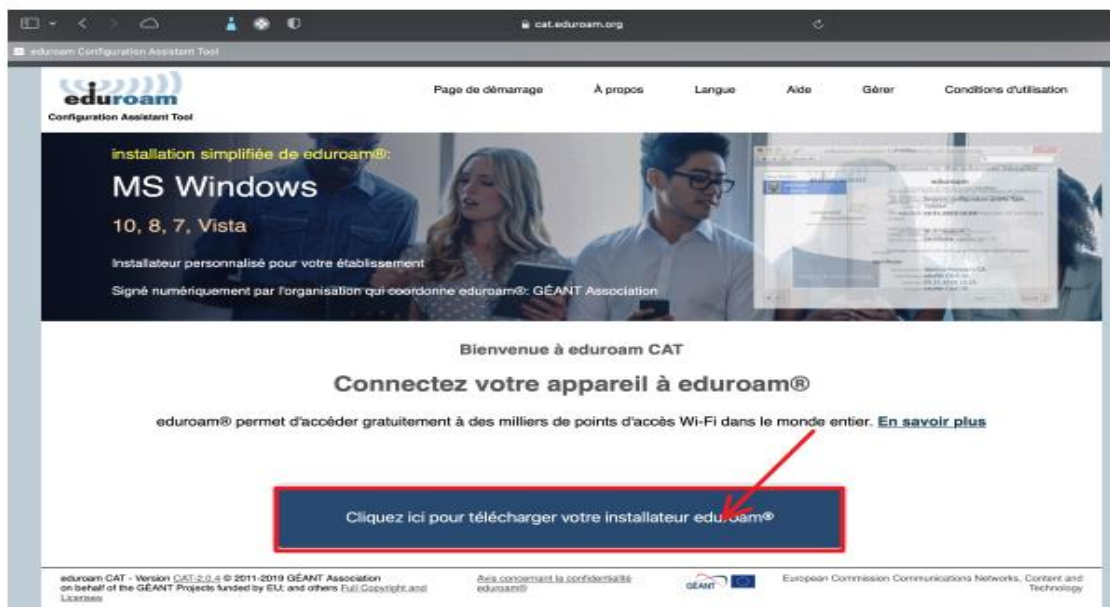 cat.eduroam.org
eduroam Configuration Assistant Tool
eduroam
Configuration Assistant Tool
Page de démarrage À propos Langue Aide Gérer Conditions d'utilisation
installation simplifiée de eduroam®:
MS Windows
10, 8, 7, Vista
Installateur personnalisé pour votre établissement
Signé numériquement par l'organisation qui coordonne eduroam®: GÉANT Association
Bienvenue à eduroam CAT
Connectez votre appareil à eduroam®
eduroam® permet d'accéder gratuitement à des milliers de points d'accès Wi-Fi dans le monde entier. En savoir plus
Cliquez ici pour télécharger votre installateur eduroam®
eduroam CAT - Version CAT-2.0.4 © 2011-2019 GÉANT Association
on behalf of the GÉANT Projects funded by EU; and others Full Copyright and
Licenses
Avis concernant la confidentialité
eduroam®
GÉANT
European Commission Communications Networks, Content and
Technology